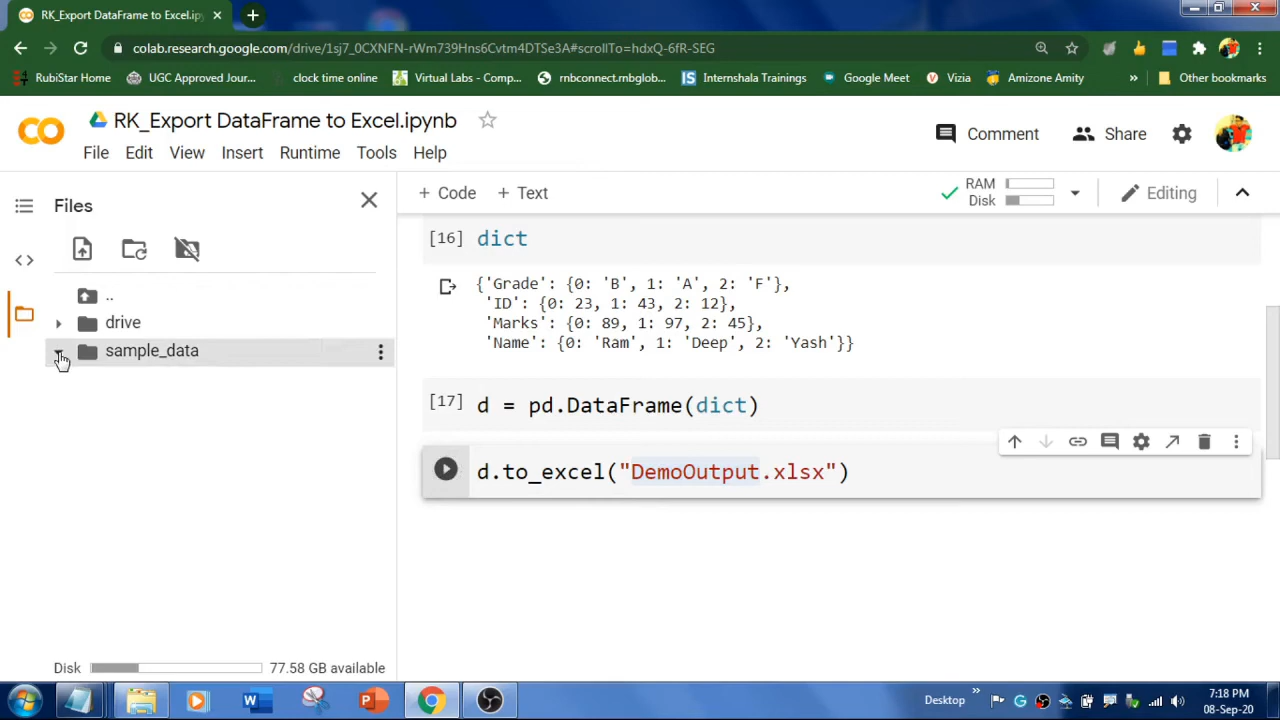 RK_Export DataFrame to Excel.ipyn
colab.research.google.com/drive/1sj7_0CXNFN-rWm739Hns6Cvtm4DTSe3A#scrollTo=hdxQ-6fR-SEG
RubiStar Home
UGC Approved Jour...
clock time online
Virtual Labs - Comp...
rnbconnect.rnbglob...
Internshala Trainings
Google Meet
Vizia
Amizone Amity
»
Other bookmarks
RK_Export DataFrame to Excel.ipynb
Comment
Share
File Edit View Insert Runtime Tools Help
Files
+ Code + Text
RAM
Disk
Editing
..
drive
sample_data
[16] dict
{'Grade': {0: 'B', 1: 'A', 2: 'F'},
'ID': {0: 23, 1: 43, 2: 12},
'Marks': {0: 89, 1: 97, 2: 45},
'Name': {0: 'Ram', 1: 'Deep', 2: 'Yash'}}
[17] d = pd.DataFrame(dict)
d.to_excel("DemoOutput.xlsx")
Disk 77.58 GB available
Desktop »
7:18 PM
08-Sep-20